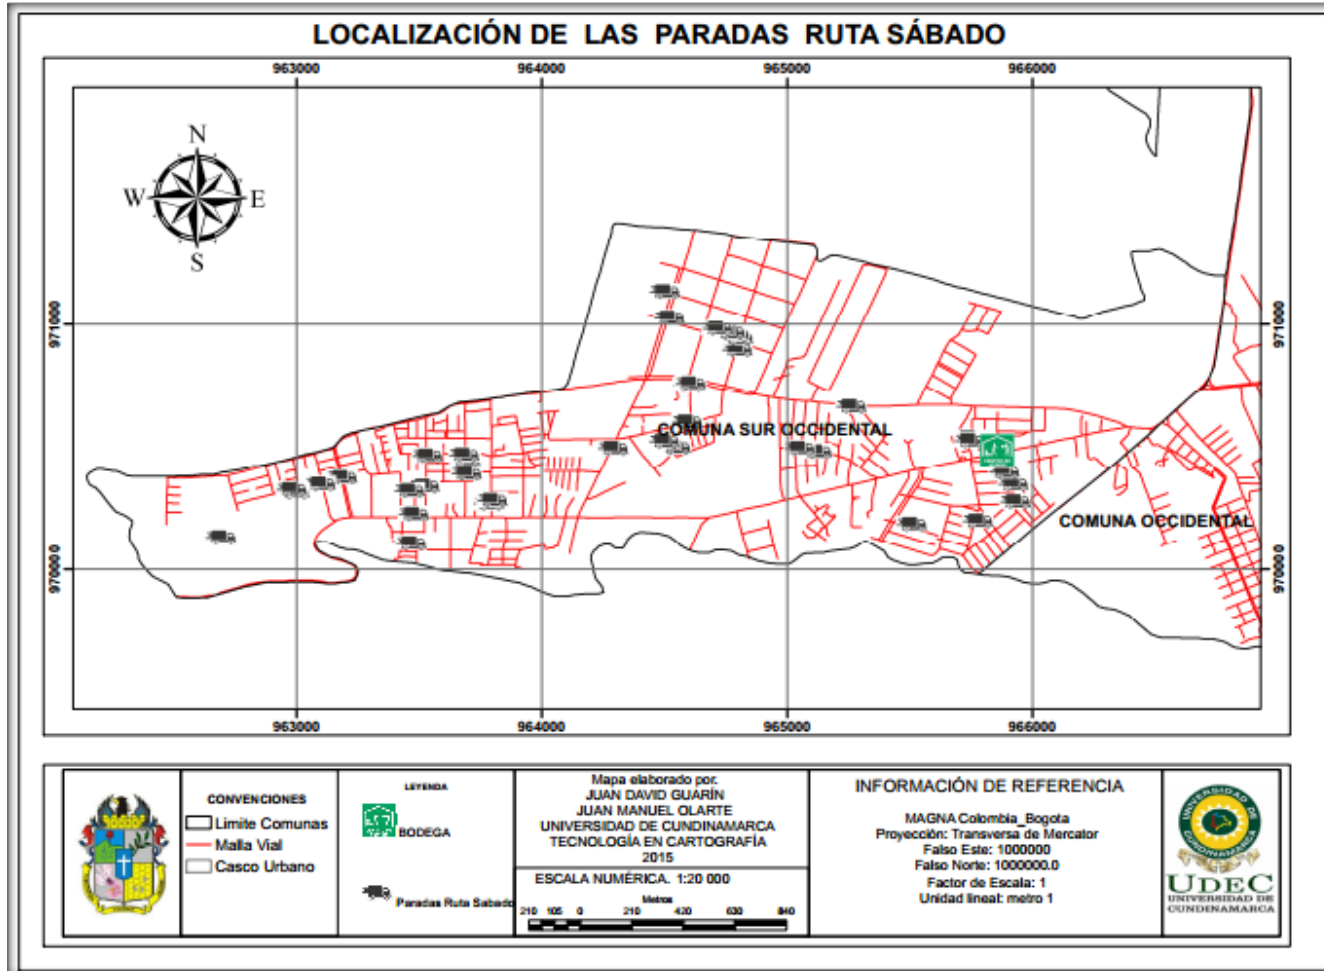 LOCALIZACIÓN DE LAS PARADAS RUTA SÁBADO
963000 964000 965000 966000
N
W E
S
971000 971000
COMUNA SUR OCCIDENTAL
COMUNA OCCIDENTAL
970000 970000
963000 964000 965000 966000
CONVENCIONES
Limite Comunas
Malla Vial
Casco Urbano
LEYENDA
BODEGA
Paradas Ruta Sabado
Mapa elaborado por:
JUAN DAVID GUARÍN
JUAN MANUEL OLARTE
UNIVERSIDAD DE CUNDINAMARCA
TECNOLOGÍA EN CARTOGRAFÍA
2015
ESCALA NUMÉRICA. 1:20 000
Metros
210 105 0 210 420 630 840
INFORMACIÓN DE REFERENCIA
MAGNA Colombia_Bogota
Proyección: Transversa de Mercator
Falso Este: 1000000
Falso Norte: 1000000.0
Factor de Escala: 1
Unidad lineal: metro 1
UNIVERSIDAD DE
CUNDINAMARCA
UDEC
UNIVERSIDAD DE
CUNDINAMARCA